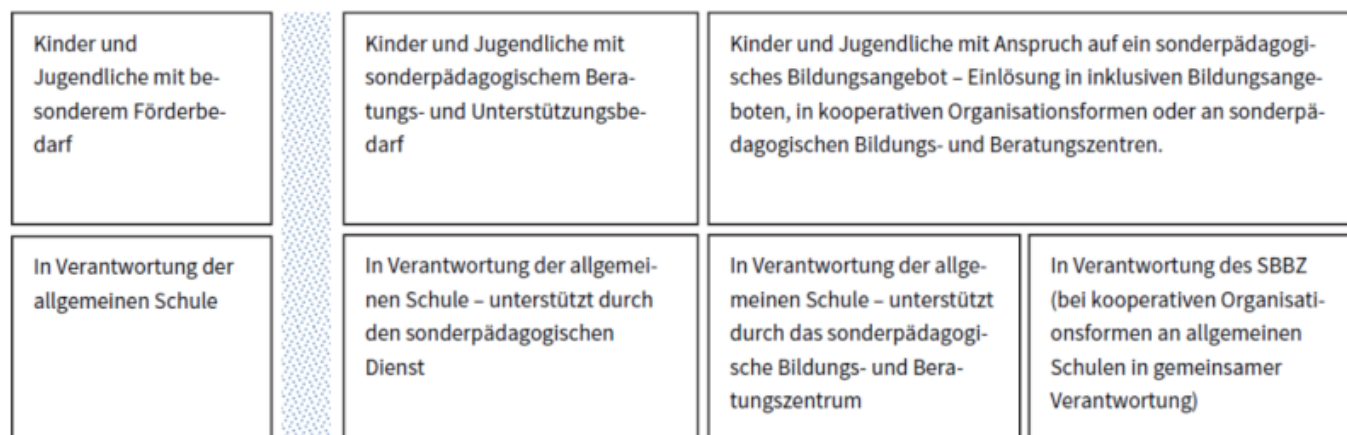 Kinder und
Jugendliche mit be-
sonderem Förderbe-
darf
Kinder und Jugendliche mit
sonderpädagogischem Bera-
tungs- und Unterstützungsbe-
darf
Kinder und Jugendliche mit Anspruch auf ein sonderpädagogi-
sches Bildungsangebot – Einlösung in inklusiven Bildungsange-
boten, in kooperativen Organisationsformen oder an sonderpä-
dagogischen Bildungs- und Beratungszentren.
In Verantwortung der
allgemeinen Schule
In Verantwortung der allgemei-
nen Schule – unterstützt durch
den sonderpädagogischen
Dienst
In Verantwortung der allge-
meinen Schule – unterstützt
durch das sonderpädagogi-
sche Bildungs- und Bera-
tungszentrum
In Verantwortung des SBBZ
(bei kooperativen Organisati-
onsformen an allgemeinen
Schulen in gemeinsamer
Verantwortung)